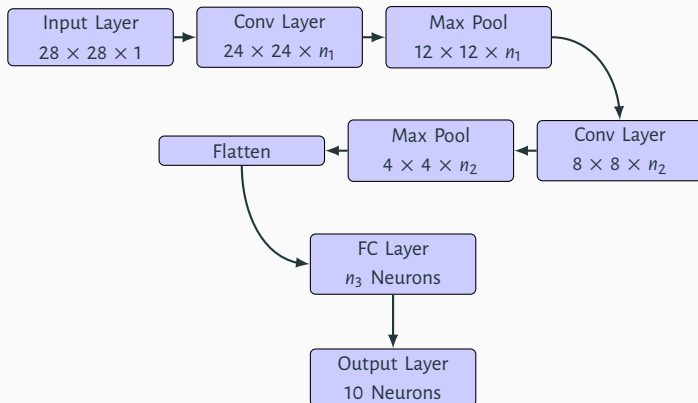 Input Layer
28 × 28 × 1
Conv Layer
24 × 24 × n₁
Max Pool
12 × 12 × n₁
Conv Layer
8 × 8 × n₂
Max Pool
4 × 4 × n₂
Flatten
FC Layer
n₃ Neurons
Output Layer
10 Neurons